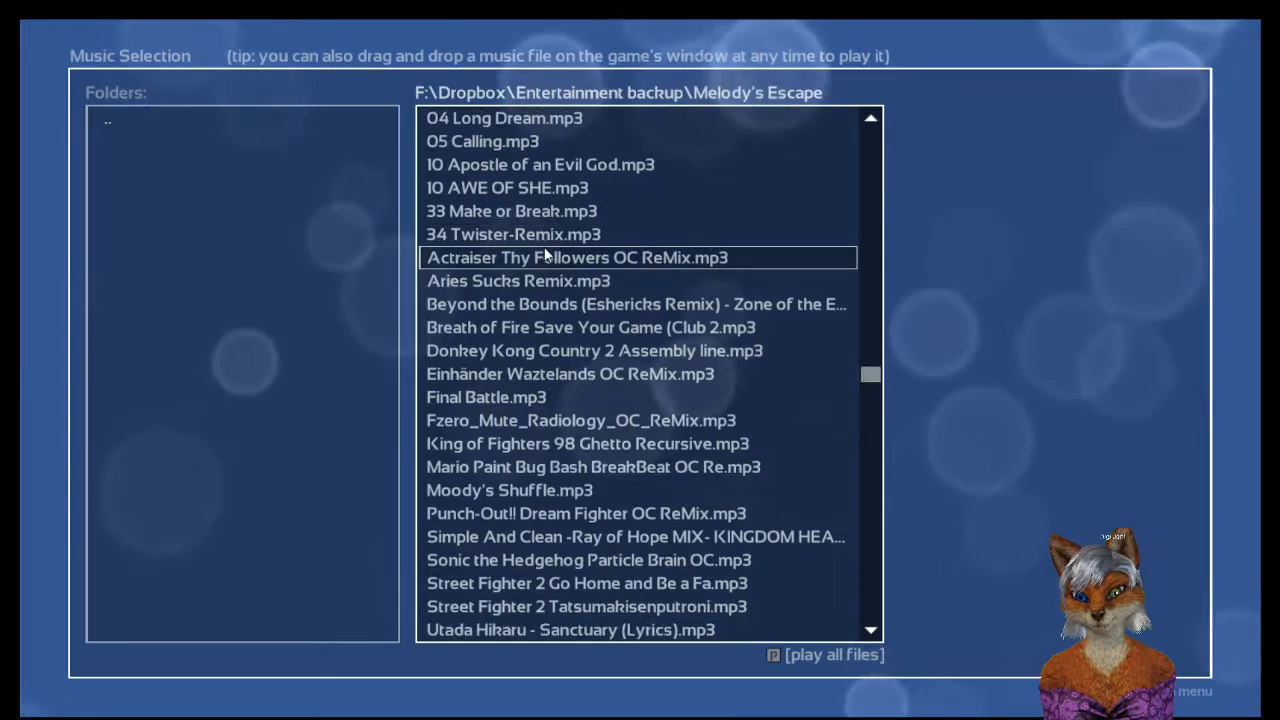 Music Selection (tip: you can also drag and drop a music file on the game's window at any time to play it)
Folders:
F:\Dropbox\Entertainment backup\Melody's Escape
..
04 Long Dream.mp3
05 Calling.mp3
10 Apostle of an Evil God.mp3
10 AWE OF SHE.mp3
33 Make or Break.mp3
34 Twister-Remix.mp3
Actraiser Thy Followers OC ReMix.mp3
Aries Sucks Remix.mp3
Beyond the Bounds (Eshericks Remix) - Zone of the E...
Breath of Fire Save Your Game (Club 2.mp3
Donkey Kong Country 2 Assembly line.mp3
Einhänder Waztelands OC ReMix.mp3
Final Battle.mp3
Fzero_Mute_Radiology_OC_ReMix.mp3
King of Fighters 98 Ghetto Recursive.mp3
Mario Paint Bug Bash BreakBeat OC Re.mp3
Moody's Shuffle.mp3
Punch-Out!! Dream Fighter OC ReMix.mp3
Simple And Clean -Ray of Hope MIX- KINGDOM HEA...
Sonic the Hedgehog Particle Brain OC.mp3
Street Fighter 2 Go Home and Be a Fa.mp3
Street Fighter 2 Tatsumakisenputroni.mp3
Utada Hikaru - Sanctuary (Lyrics).mp3
P [play all files]
menu